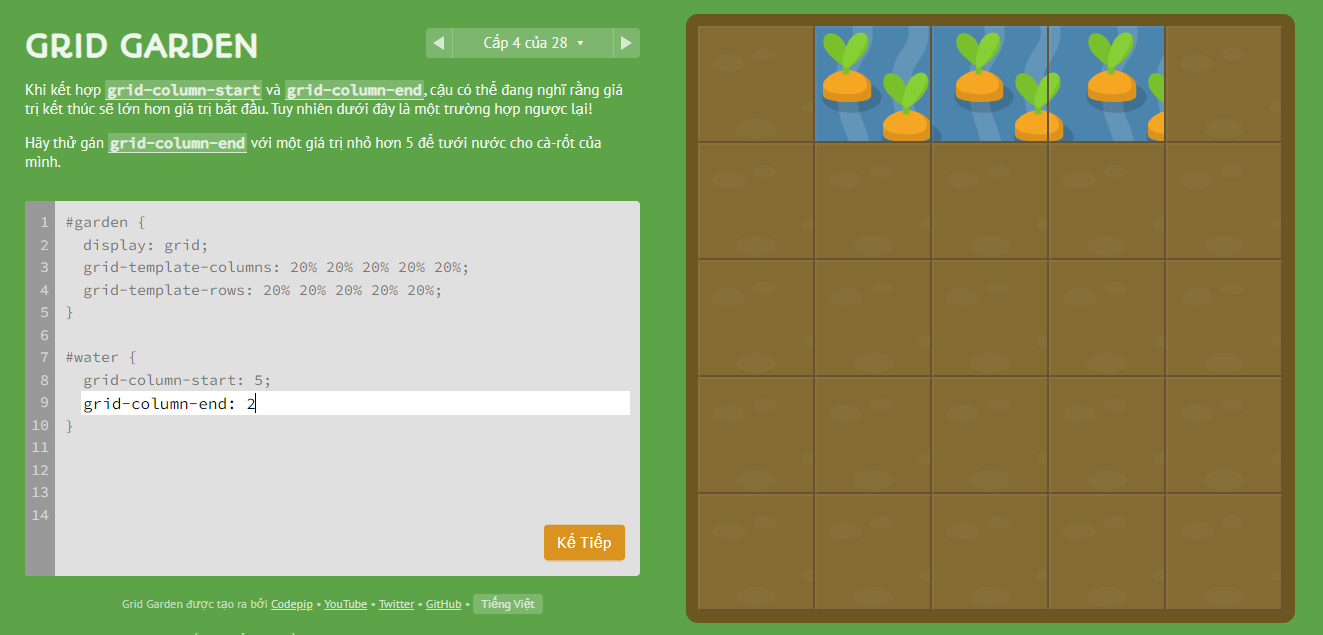 GRID GARDEN
◀ Cấp 4 của 28 ▾ ▶
Khi kết hợp grid-column-start và grid-column-end, cậu có thể đang nghĩ rằng giá
trị kết thúc sẽ lớn hơn giá trị bắt đầu. Tuy nhiên dưới đây là một trường hợp ngược lại!
Hãy thử gán grid-column-end với một giá trị nhỏ hơn 5 để tưới nước cho cà-rốt của
mình.
1 #garden {
2 display: grid;
3 grid-template-columns: 20% 20% 20% 20% 20%;
4 grid-template-rows: 20% 20% 20% 20% 20%;
5 }
6
7 #water {
8 grid-column-start: 5;
9 grid-column-end: 2
10 }
11
12
13
14
Kế Tiếp
Grid Garden được tạo ra bởi Codepip • YouTube • Twitter • GitHub • Tiếng Việt